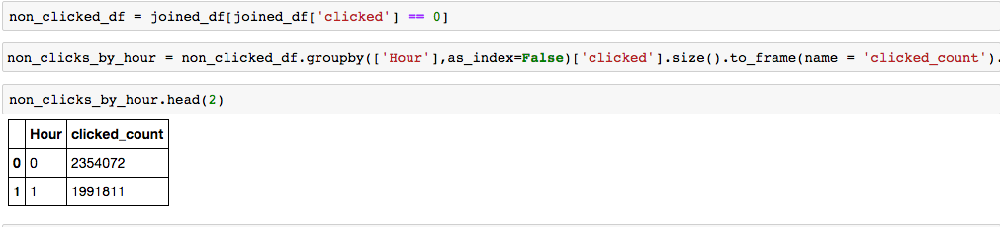 non_clicked_df = joined_df[joined_df['clicked'] == 0]
non_clicks_by_hour = non_clicked_df.groupby(['Hour'],as_index=False)['clicked'].size().to_frame(name = 'clicked_count').
non_clicks_by_hour.head(2)
Hour clicked_count
0 0 2354072
1 1 1991811